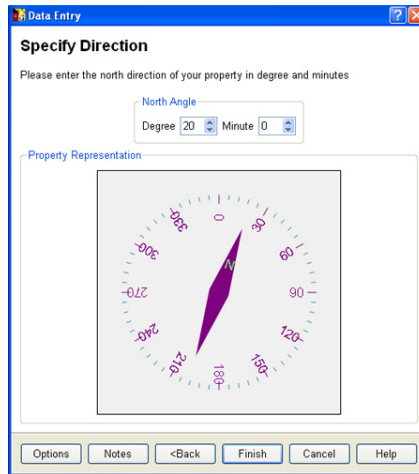 Data Entry
Specify Direction
Please enter the north direction of your property in degree and minutes
North Angle
Degree 20 Minute 0
Property Representation
0
30
60
90
120
150
180
210
240
270
300
330
N
Options Notes <Back Finish Cancel Help